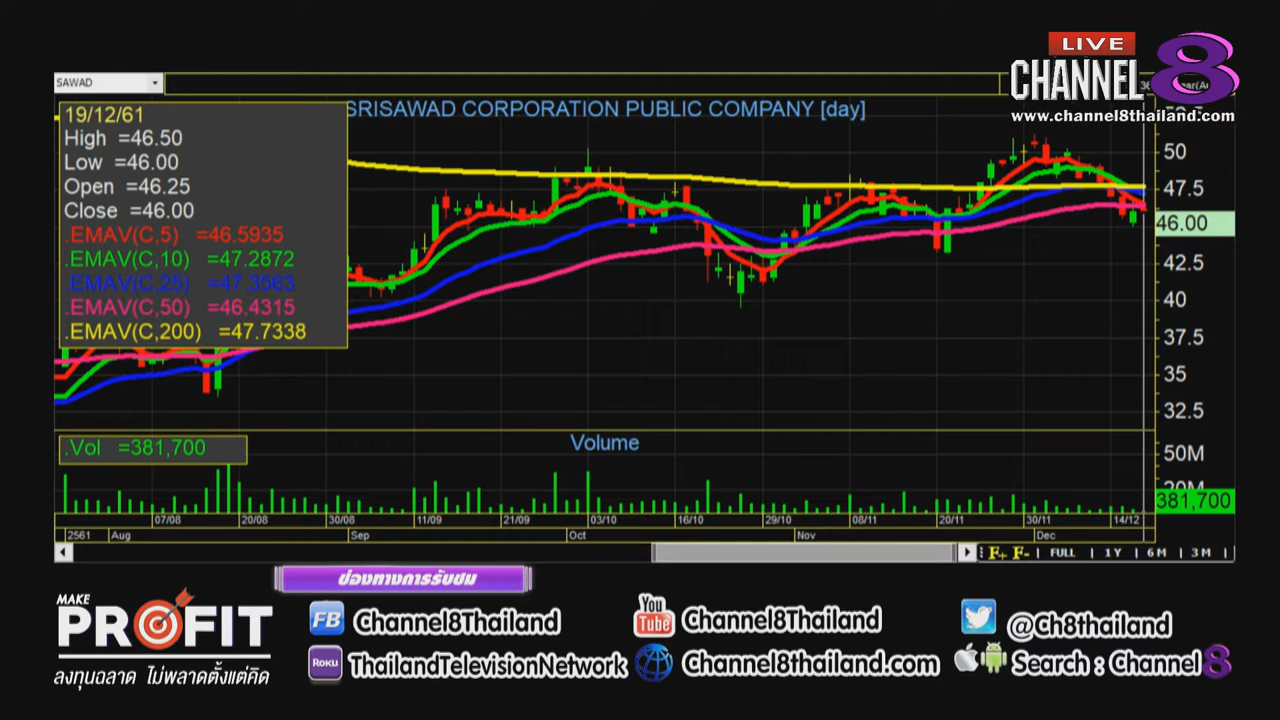 LIVE
CHANNEL 8
www.channel8thailand.com
SAWAD
SRISAWAD CORPORATION PUBLIC COMPANY [day]
19/12/61
High =46.50
Low =46.00
Open =46.25
Close =46.00
.EMAV(C,5) =46.5935
.EMAV(C,10) =47.2872
.EMAV(C,25) =47.3563
.EMAV(C,50) =46.4315
.EMAV(C,200) =47.7338
50
47.5
46.00
42.5
40
37.5
35
32.5
.Vol =381,700
Volume
50M
20M
381,700
07/08 20/08 30/08 11/09 21/09 03/10 16/10 29/10 08/11 20/11 30/11 14/12
2561 Aug Sep Oct Nov Dec
F+ F- FULL 1Y 6M 3M
ช่องทางการรับชม
MAKE
PROFIT
ลงทุนฉลาด ไม่พลาดตั้งแต่คิด
FB Channel8Thailand
You Tube Channel8Thailand
@Ch8thailand
Roku ThailandTelevisionNetwork
Channel8thailand.com
Search : Channel 8